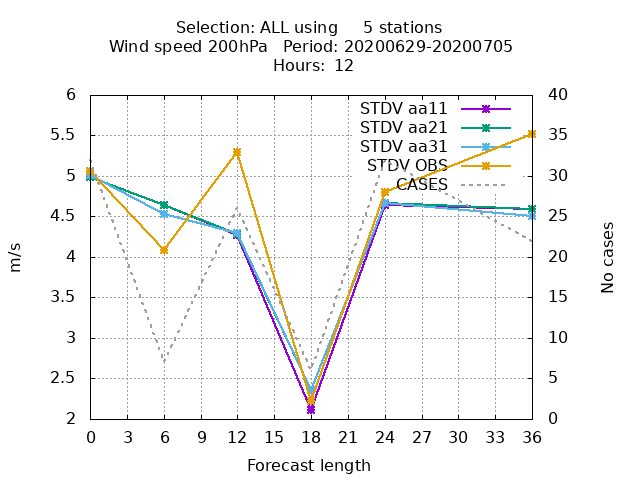 Selection: ALL using 5 stations
Wind speed 200hPa Period: 20200629-20200705
Hours: 12
STDV aa11
STDV aa21
STDV aa31
STDV OBS
CASES
6
5.5
5
4.5
4
3.5
3
2.5
2
40
35
30
25
20
15
10
5
0
m/s
No cases
0 3 6 9 12 15 18 21 24 27 30 33 36
Forecast length